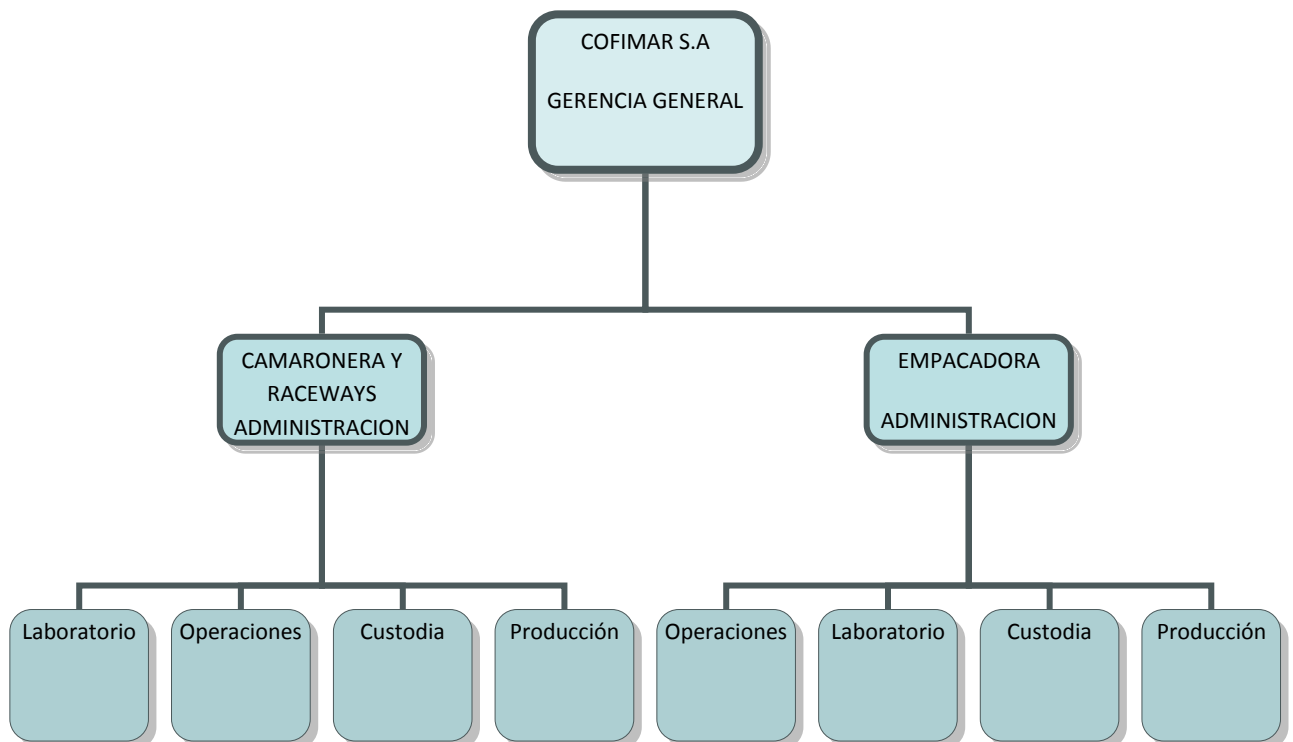 COFIMAR S.A
GERENCIA GENERAL
CAMARONERA Y
RACEWAYS
ADMINISTRACION
EMPACADORA
ADMINISTRACION
Laboratorio
Operaciones
Custodia
Producción
Operaciones
Laboratorio
Custodia
Producción